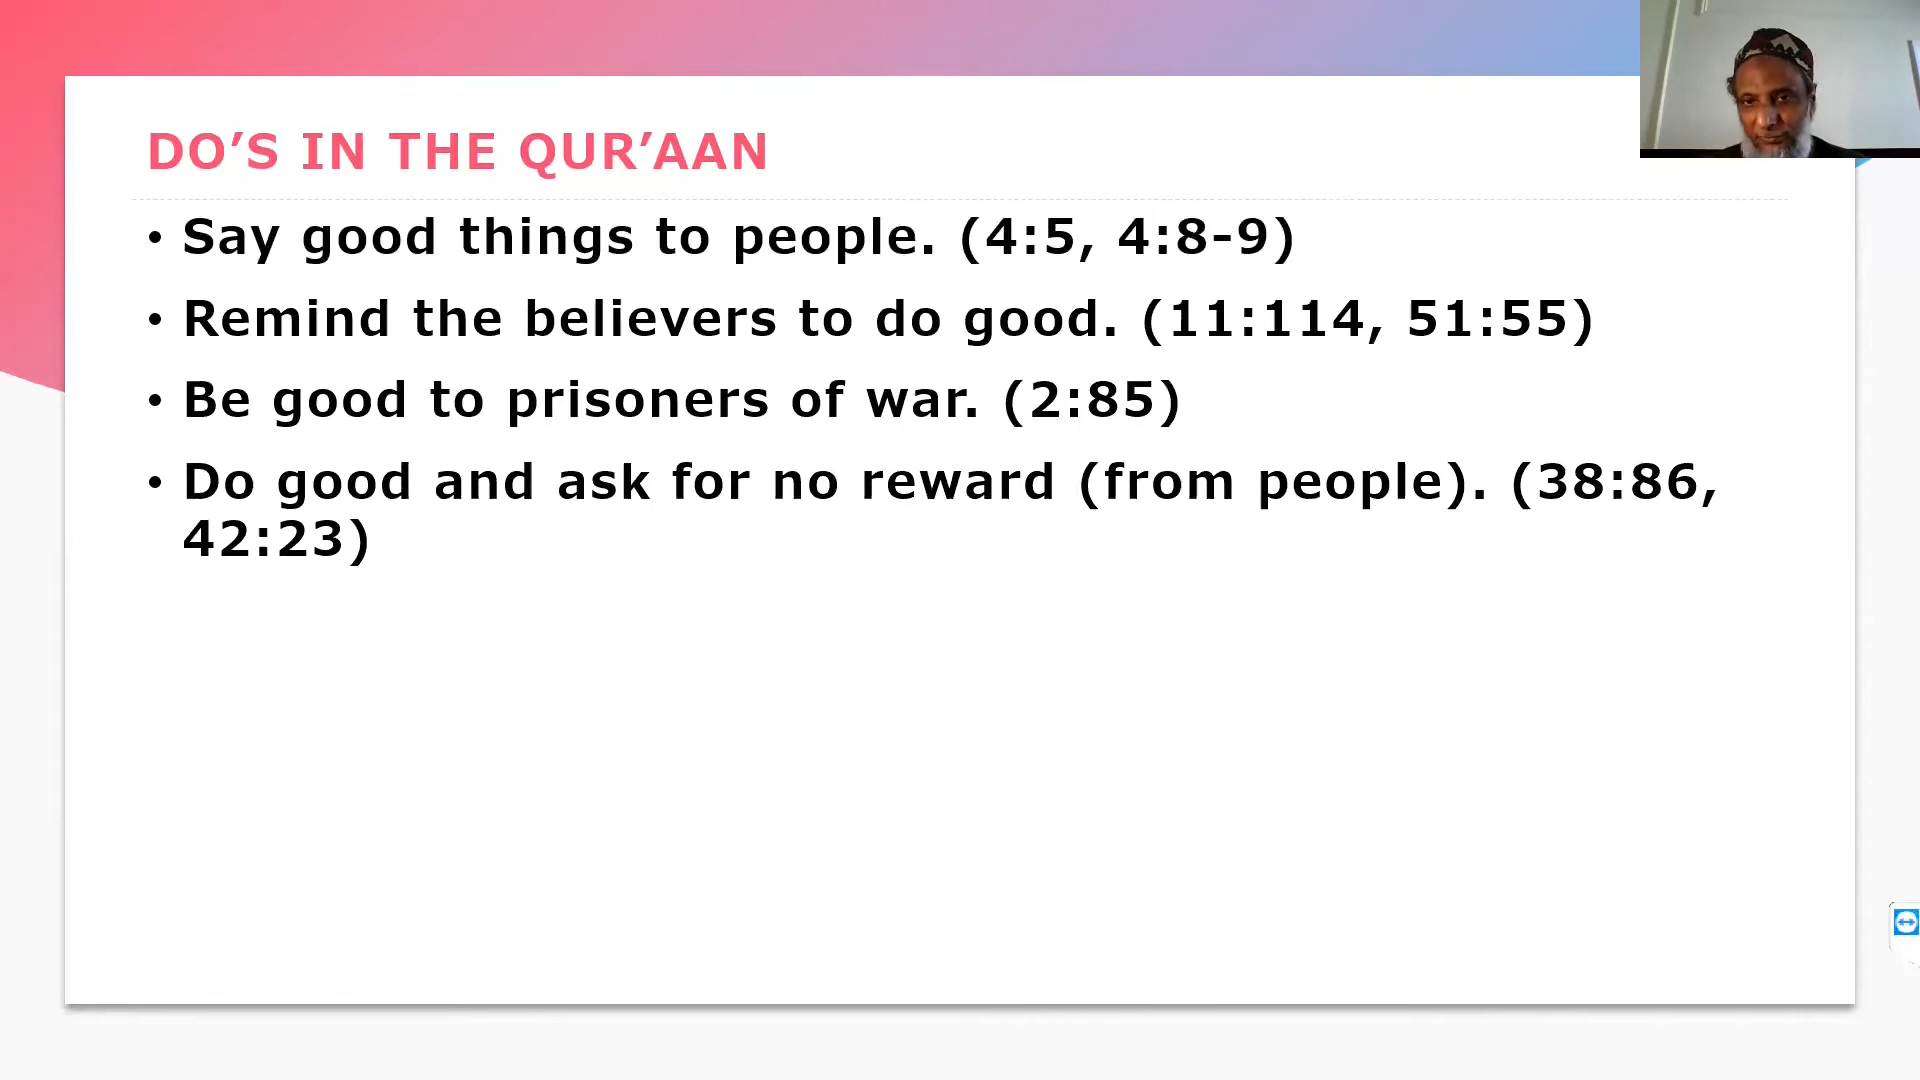 DO’S IN THE QUR’AAN
• Say good things to people. (4:5, 4:8-9)
• Remind the believers to do good. (11:114, 51:55)
• Be good to prisoners of war. (2:85)
• Do good and ask for no reward (from people). (38:86,
42:23)